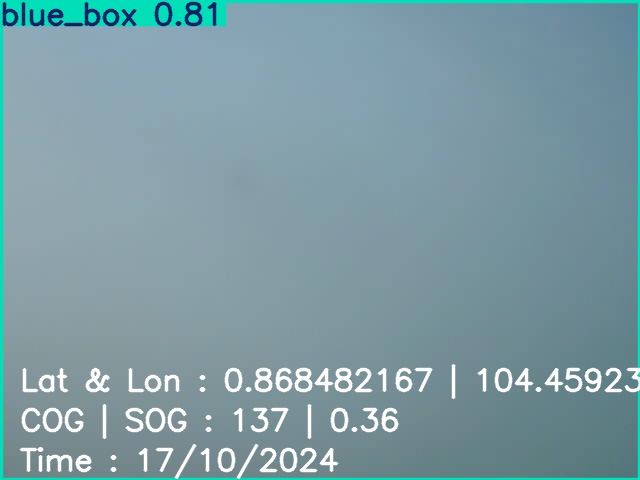 blue_box 0.81
Lat & Lon : 0.868482167 | 104.45923
COG | SOG : 137 | 0.36
Time : 17/10/2024